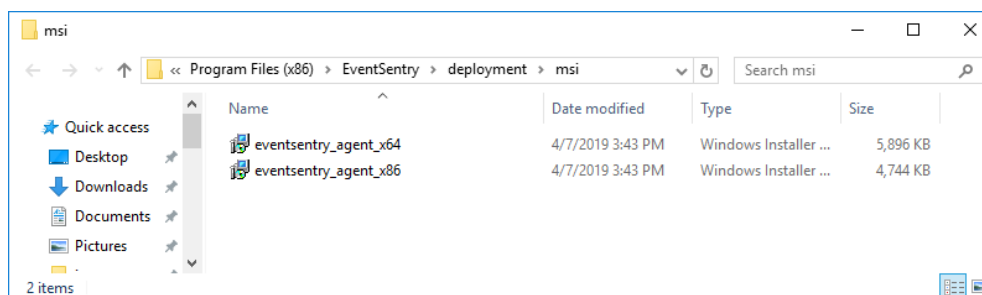 msi
« Program Files (x86) > EventSentry > deployment > msi
Search msi
Name Date modified Type Size
Quick access
Desktop
Downloads
Documents
Pictures
eventsentry_agent_x64 4/7/2019 3:43 PM Windows Installer ... 5,896 KB
eventsentry_agent_x86 4/7/2019 3:43 PM Windows Installer ... 4,744 KB
2 items